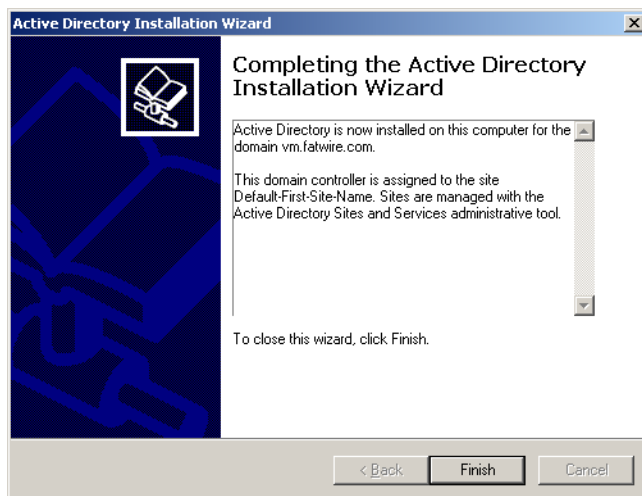 Active Directory Installation Wizard
Completing the Active Directory
Installation Wizard
Active Directory is now installed on this computer for the
domain vm.fatwire.com.
This domain controller is assigned to the site
Default-First-Site-Name. Sites are managed with the
Active Directory Sites and Services administrative tool.
To close this wizard, click Finish.
< Back
Finish
Cancel